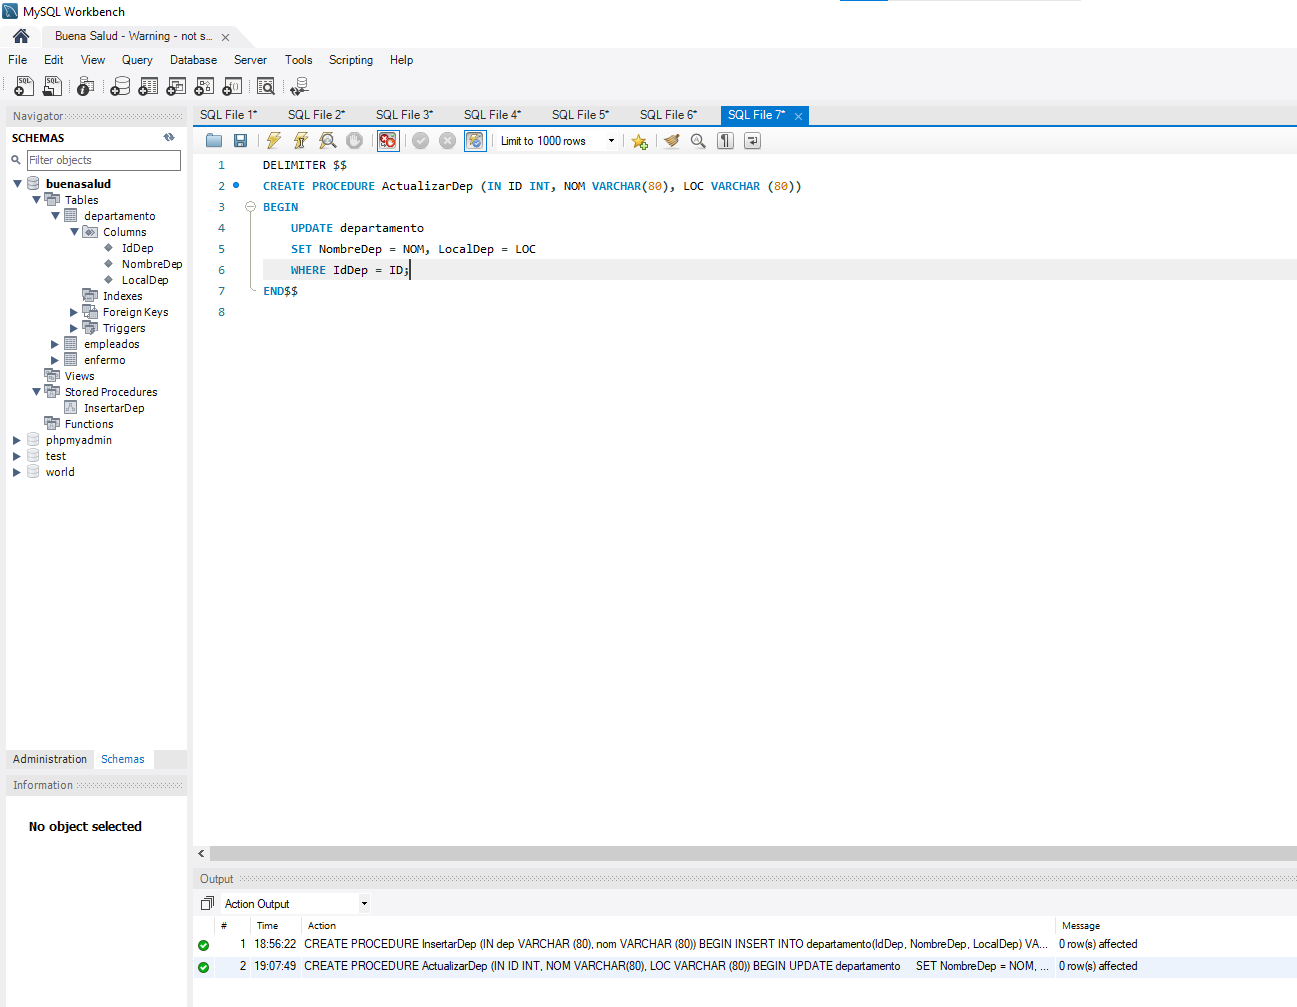 MySQL Workbench
Buena Salud - Warning - not s...
File Edit View Query Database Server Tools Scripting Help
Navigator
SCHEMAS
Filter objects
buenasalud
Tables
departamento
Columns
IdDep
NombreDep
LocalDep
Indexes
Foreign Keys
Triggers
empleados
enfermo
Views
Stored Procedures
InsertarDep
Functions
phpmyadmin
test
world
Administration Schemas
Information
No object selected
SQL File 1* SQL File 2* SQL File 3* SQL File 4* SQL File 5* SQL File 6* SQL File 7*
Limit to 1000 rows
1 DELIMITER $$
2 CREATE PROCEDURE ActualizarDep (IN ID INT, NOM VARCHAR(80), LOC VARCHAR (80))
3 BEGIN
4 UPDATE departamento
5 SET NombreDep = NOM, LocalDep = LOC
6 WHERE IdDep = ID;
7 END$$
8
Output
Action Output
# Time Action Message
1 18:56:22 CREATE PROCEDURE InsertarDep (IN dep VARCHAR (80), nom VARCHAR (80)) BEGIN INSERT INTO departamento(IdDep, NombreDep, LocalDep) VA... 0 row(s) affected
2 19:07:49 CREATE PROCEDURE ActualizarDep (IN ID INT, NOM VARCHAR(80), LOC VARCHAR (80)) BEGIN UPDATE departamento SET NombreDep = NOM, ... 0 row(s) affected